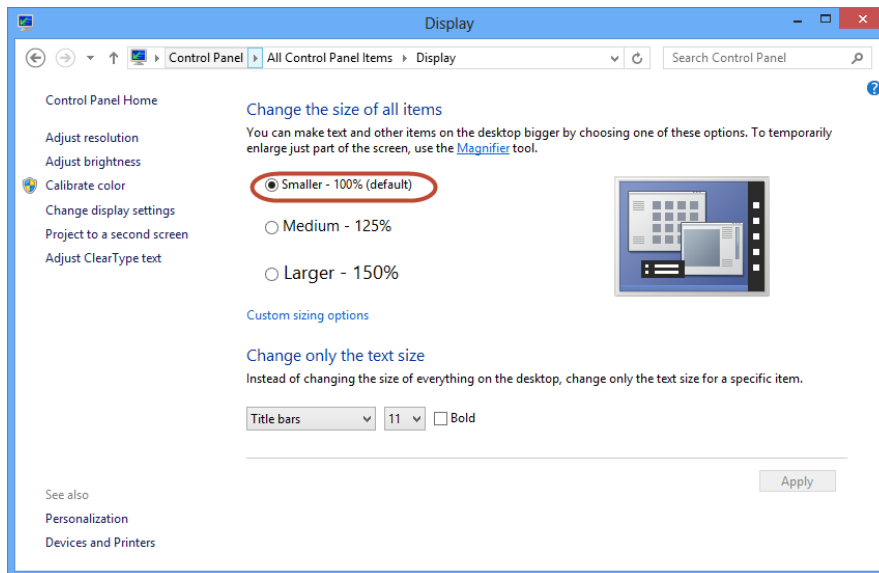 Display
Control Panel All Control Panel Items Display
Search Control Panel
Control Panel Home
Adjust resolution
Adjust brightness
Calibrate color
Change display settings
Project to a second screen
Adjust ClearType text
See also
Personalization
Devices and Printers
Change the size of all items
You can make text and other items on the desktop bigger by choosing one of these options. To temporarily
enlarge just part of the screen, use the Magnifier tool.
Smaller - 100% (default)
Medium - 125%
Larger - 150%
Custom sizing options
Change only the text size
Instead of changing the size of everything on the desktop, change only the text size for a specific item.
Title bars 11 Bold
Apply